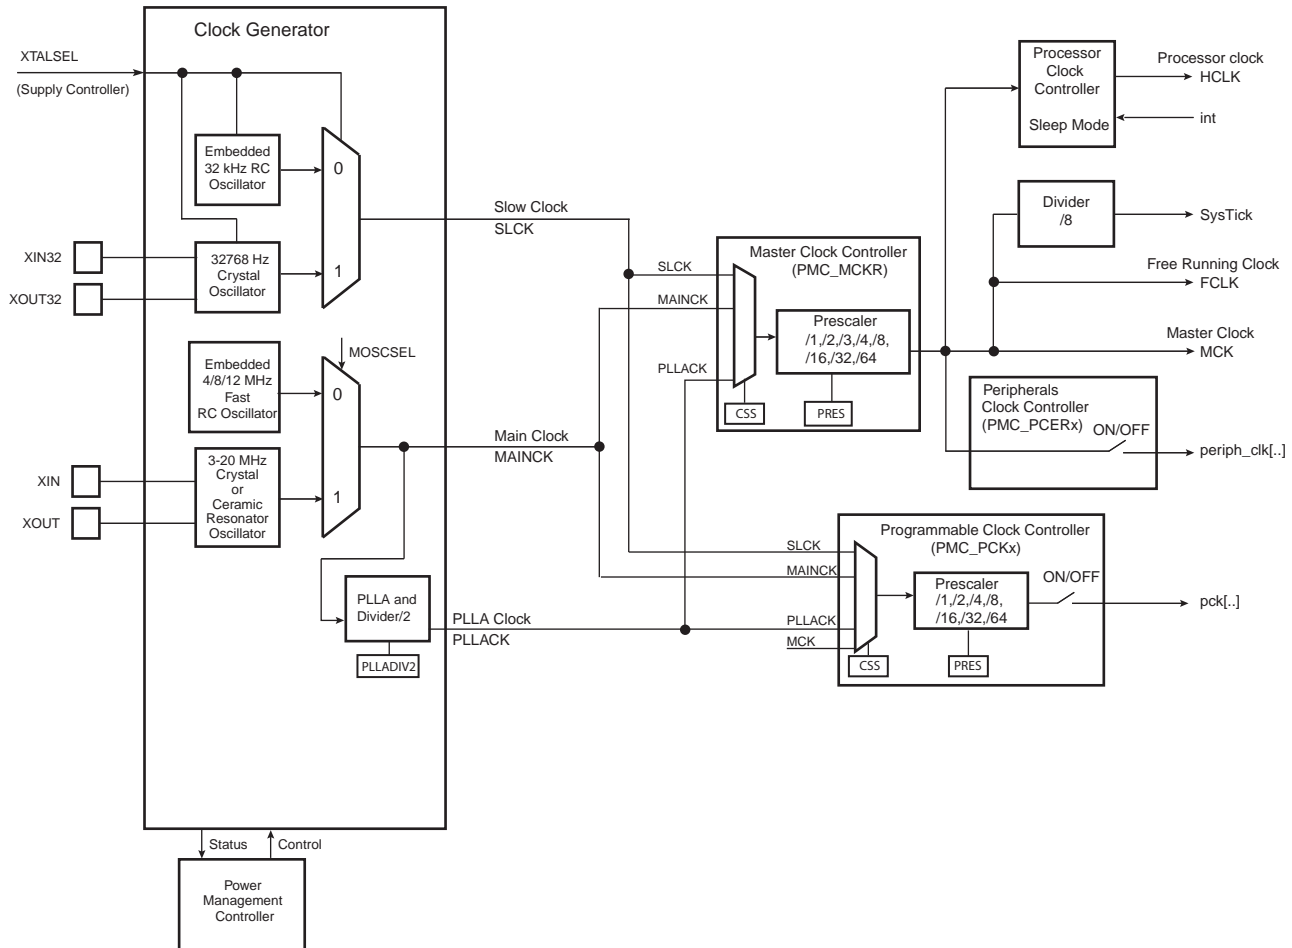 Clock Generator
XTALSEL
(Supply Controller)
Embedded
32 kHz RC
Oscillator
0
Slow Clock
SLCK
XIN32
XOUT32
32768 Hz
Crystal
Oscillator
1
MOSCSEL
Embedded
4/8/12 MHz
Fast
RC Oscillator
0
Main Clock
MAINCK
XIN
XOUT
3-20 MHz
Crystal
or
Ceramic
Resonator
Oscillator
1
PLLA and
Divider/2
PLLADIV2
PLLA Clock
PLLACK
Status
Control
Power
Management
Controller
Master Clock Controller
(PMC_MCKR)
SLCK
MAINCK
PLLACK
Prescaler
/1,/2,/3,/4,/8,
/16,/32,/64
CSS
PRES
Processor
Clock
Controller
Sleep Mode
Processor clock
HCLK
int
Divider
/8
SysTick
Free Running Clock
FCLK
Master Clock
MCK
Peripherals
Clock Controller
(PMC_PCERx)
ON/OFF
periph_clk[..]
Programmable Clock Controller
(PMC_PCKx)
SLCK
MAINCK
PLLACK
MCK
Prescaler
/1,/2,/4,/8,
/16,/32,/64
ON/OFF
CSS
PRES
pck[..]